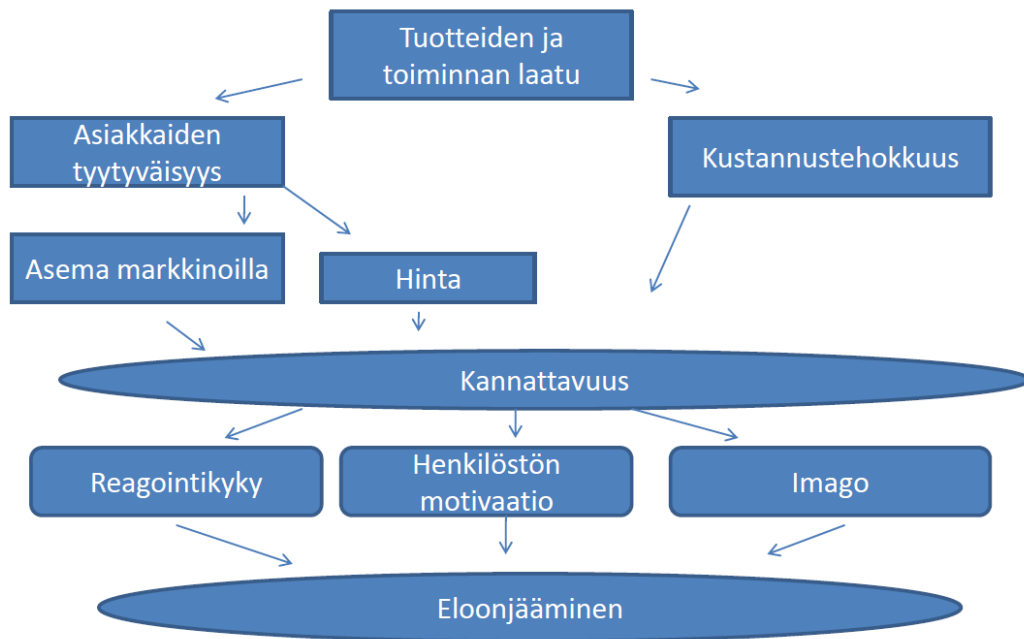 Tuotteiden ja
toiminnan laatu
Asiakkaiden
tyytyväisyys
Kustannustehokkuus
Asema markkinoilla
Hinta
Kannattavuus
Reagointikyky
Henkilöstön
motivaatio
Imago
Eloonjääminen